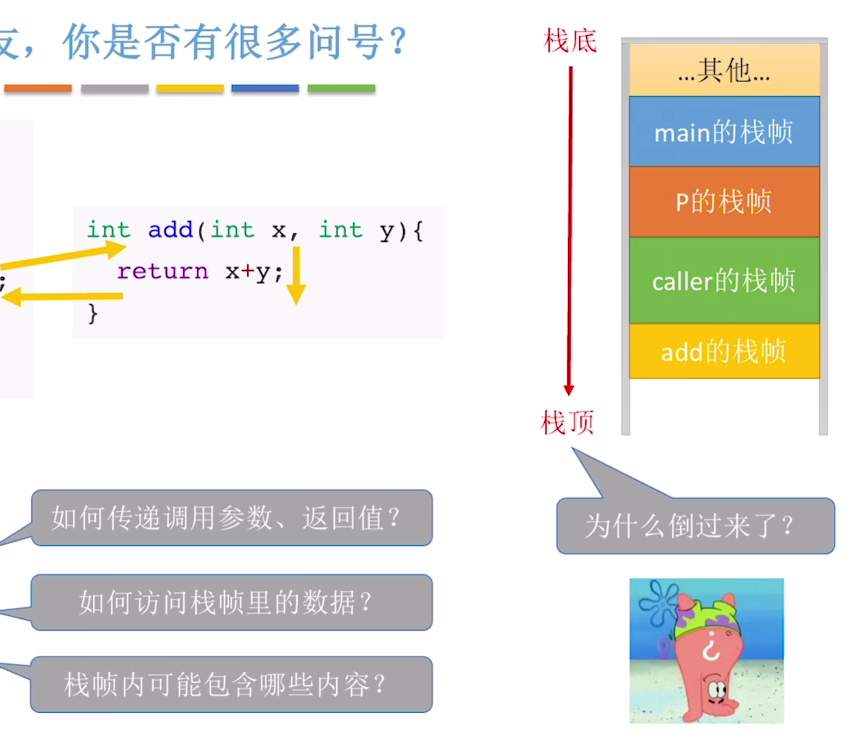 友，你是否有很多问号？
int add(int x, int y){
return x+y;
}
;
栈底
…其他…
main的栈帧
P的栈帧
caller的栈帧
add的栈帧
栈顶
如何传递调用参数、返回值？
如何访问栈帧里的数据？
栈帧内可能包含哪些内容？
为什么倒过来了？
¿